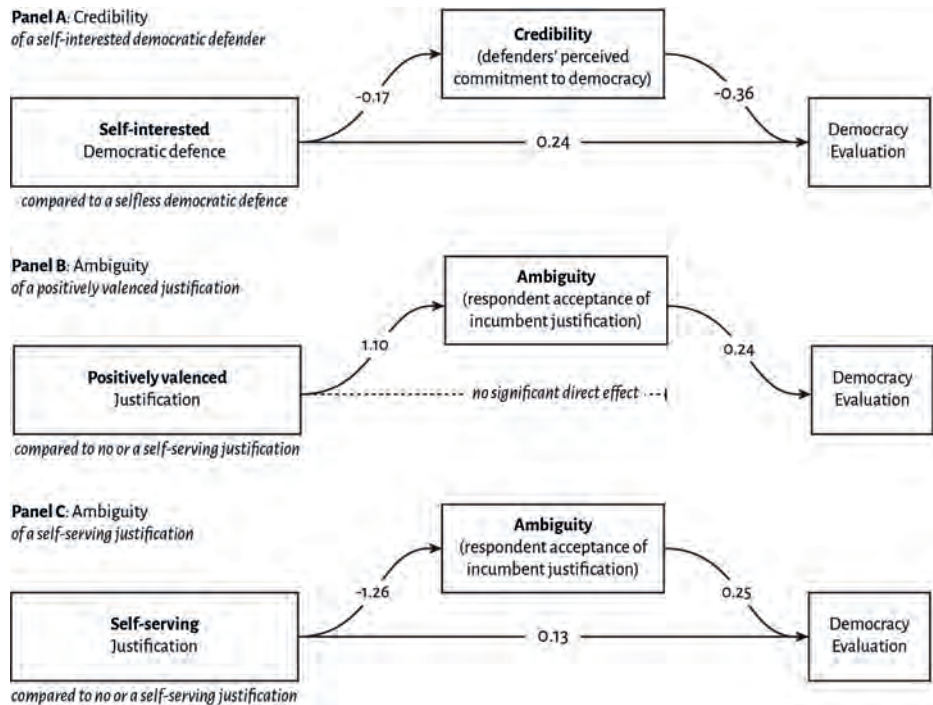 Panel A: Credibility
of a self-interested democratic defender
Credibility
(defenders' perceived
commitment to democracy)
-0.17
-0.36
Self-interested
Democratic defence
0.24
Democracy
Evaluation
compared to a selfless democratic defence
Panel B: Ambiguity
of a positively valenced justification
Ambiguity
(respondent acceptance of
incumbent justification)
1.10
0.24
Positively valenced
Justification
no significant direct effect
Democracy
Evaluation
compared to no or a self-serving justification
Panel C: Ambiguity
of a self-serving justification
Ambiguity
(respondent acceptance of
incumbent justification)
-1.26
0.25
Self-serving
Justification
0.13
Democracy
Evaluation
compared to no or a self-serving justification